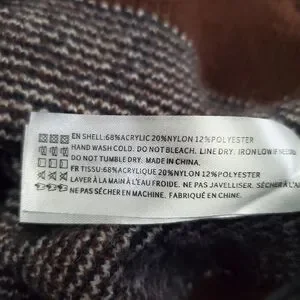 EN SHELL:68%ACRYLIC 20%NYLON 12%POLYESTER
HAND WASH COLD. DO NOT BLEACH. LINE DRY. IRON LOW IF NEEDED
DO NOT TUMBLE DRY. MADE IN CHINA.
FR TISSU:68%ACRYLIQUE 20%NYLON 12%POLYESTER
LAVER À LA MAIN À L'EAU FROIDE. NE PAS JAVELLISER. SÉCHER À L'AIR
NE PAS SÉCHER EN MACHINE. FABRIQUÉ EN CHINE.